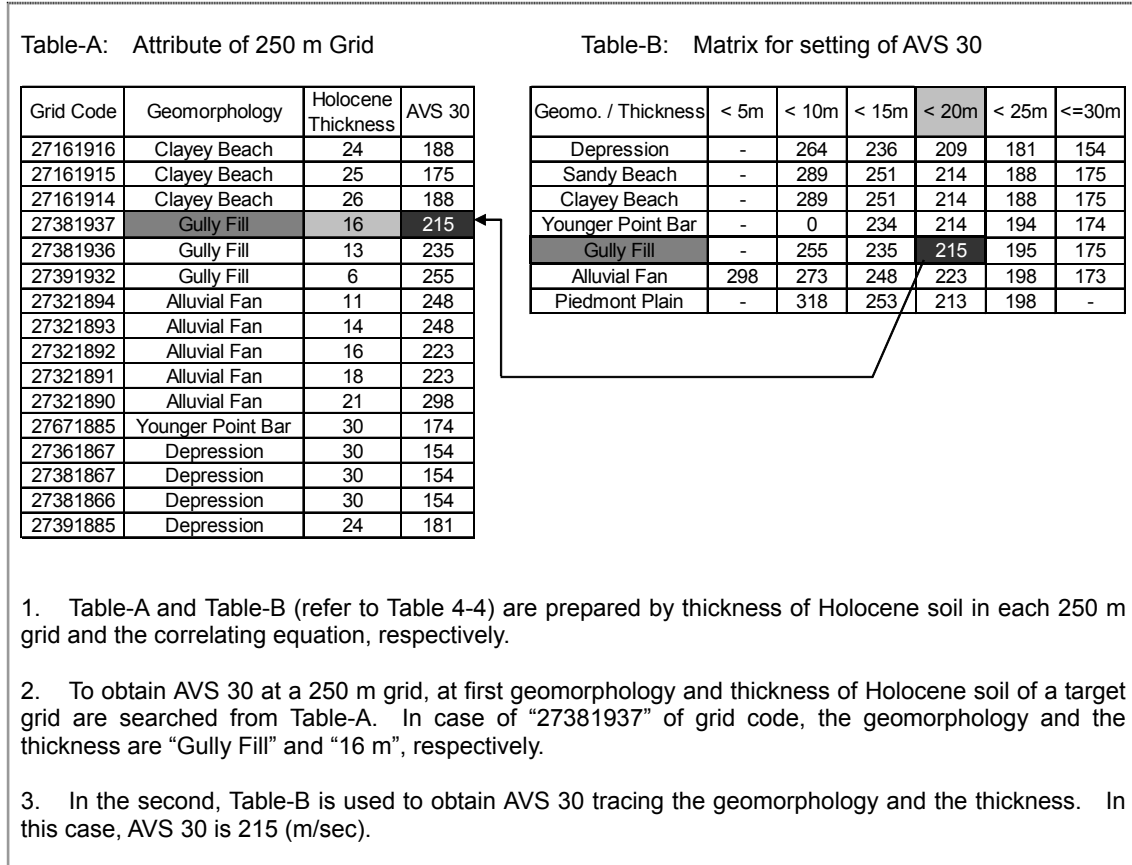 Table-A: Attribute of 250 m Grid
Grid Code Geomorphology Holocene Thickness AVS 30
27161916 Clayey Beach 24 188
27161915 Clayey Beach 25 175
27161914 Clayey Beach 26 188
27381937 Gully Fill 16 215
27381936 Gully Fill 13 235
27391932 Gully Fill 6 255
27321894 Alluvial Fan 11 248
27321893 Alluvial Fan 14 248
27321892 Alluvial Fan 16 223
27321891 Alluvial Fan 18 223
27321890 Alluvial Fan 21 298
27671885 Younger Point Bar 30 174
27361867 Depression 30 154
27381867 Depression 30 154
27381866 Depression 30 154
27391885 Depression 24 181
Table-B: Matrix for setting of AVS 30
Geomo. / Thickness < 5m < 10m < 15m < 20m < 25m <=30m
Depression - 264 236 209 181 154
Sandy Beach - 289 251 214 188 175
Clayey Beach - 289 251 214 188 175
Younger Point Bar - 0 234 214 194 174
Gully Fill - 255 235 215 195 175
Alluvial Fan 298 273 248 223 198 173
Piedmont Plain - 318 253 213 198 -
1. Table-A and Table-B (refer to Table 4-4) are prepared by thickness of Holocene soil in each 250 m
grid and the correlating equation, respectively.
2. To obtain AVS 30 at a 250 m grid, at first geomorphology and thickness of Holocene soil of a target
grid are searched from Table-A. In case of “27381937” of grid code, the geomorphology and the
thickness are “Gully Fill” and “16 m”, respectively.
3. In the second, Table-B is used to obtain AVS 30 tracing the geomorphology and the thickness. In
this case, AVS 30 is 215 (m/sec).